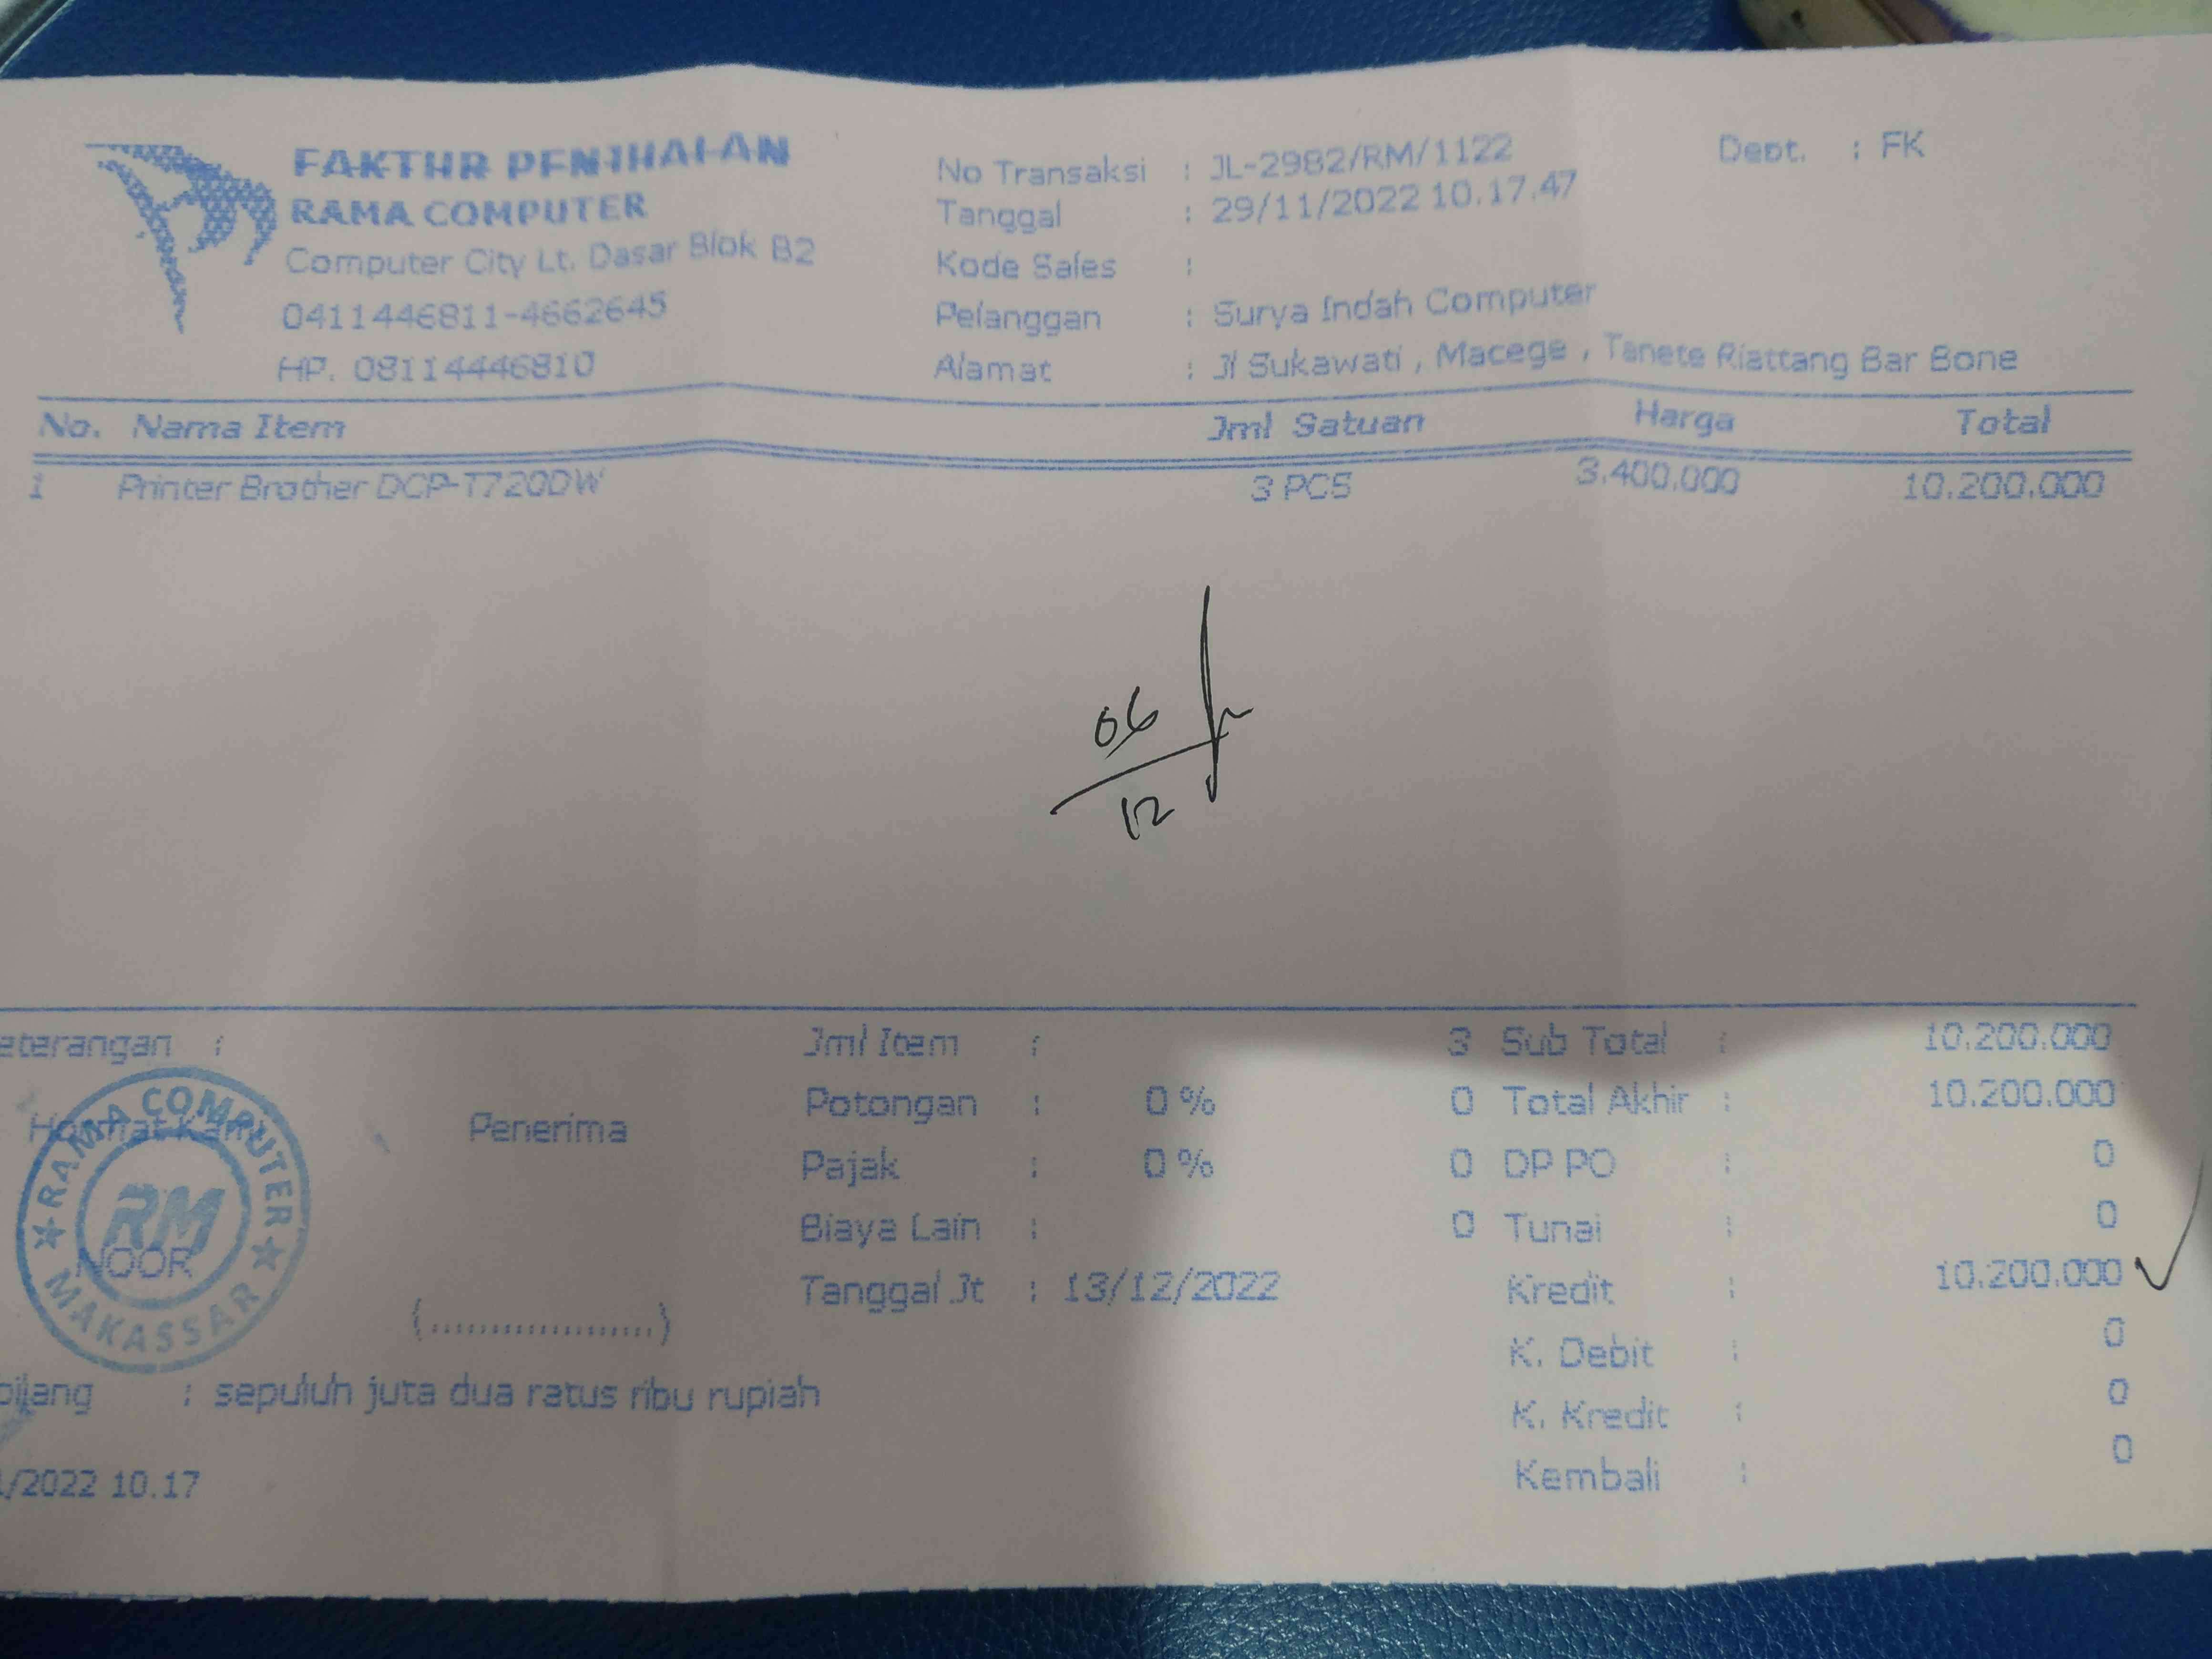 FAKTUR PENJUALAN
RAMA COMPUTER
Computer City Lt. Dasar Blok B2
0411446811-4662645
HP. 08114446810
No Transaksi : JL-2982/RM/1122
Tanggal : 29/11/2022 10.17.47
Kode Sales :
Pelanggan : Surya Indah Computer
Alamat : Jl Sukawati , Macege , Tanete Riattang Bar Bone
Dept. : FK
No. Nama Item Jml Satuan Harga Total
1 Printer Brother DCP-T720DW 3 PCS 3.400.000 10.200.000
06
12
eterangan :
Hormat Kami
Penerima
RAMA COMPUTER
RM
NOOR
MAKASSAR
(....................)
Jml Item : 3
Potongan : 0 % 0
Pajak : 0 % 0
Biaya Lain : 0
Tanggal Jt : 13/12/2022
Sub Total : 10.200.000
Total Akhir : 10.200.000
DP PO : 0
Tunai : 0
Kredit : 10.200.000
K. Debit : 0
K. Kredit : 0
Kembali : 0
bilang : sepuluh juta dua ratus ribu rupiah
1/2022 10.17